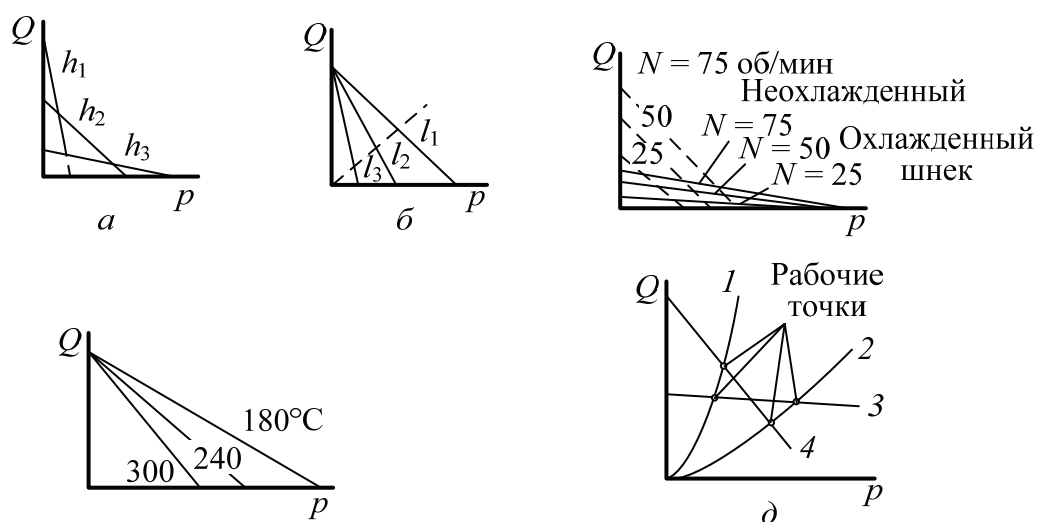 Q
h₁
h₂
h₃
p
а
Q
l₁
l₂
l₃
p
б
Q
N = 75 об/мин
Неохлажденный
50
N = 75
25
N = 50
Охлажденный
шнек
N = 25
p
Q
180°C
240
300
p
Q
1
Рабочие
точки
2
3
4
p
д